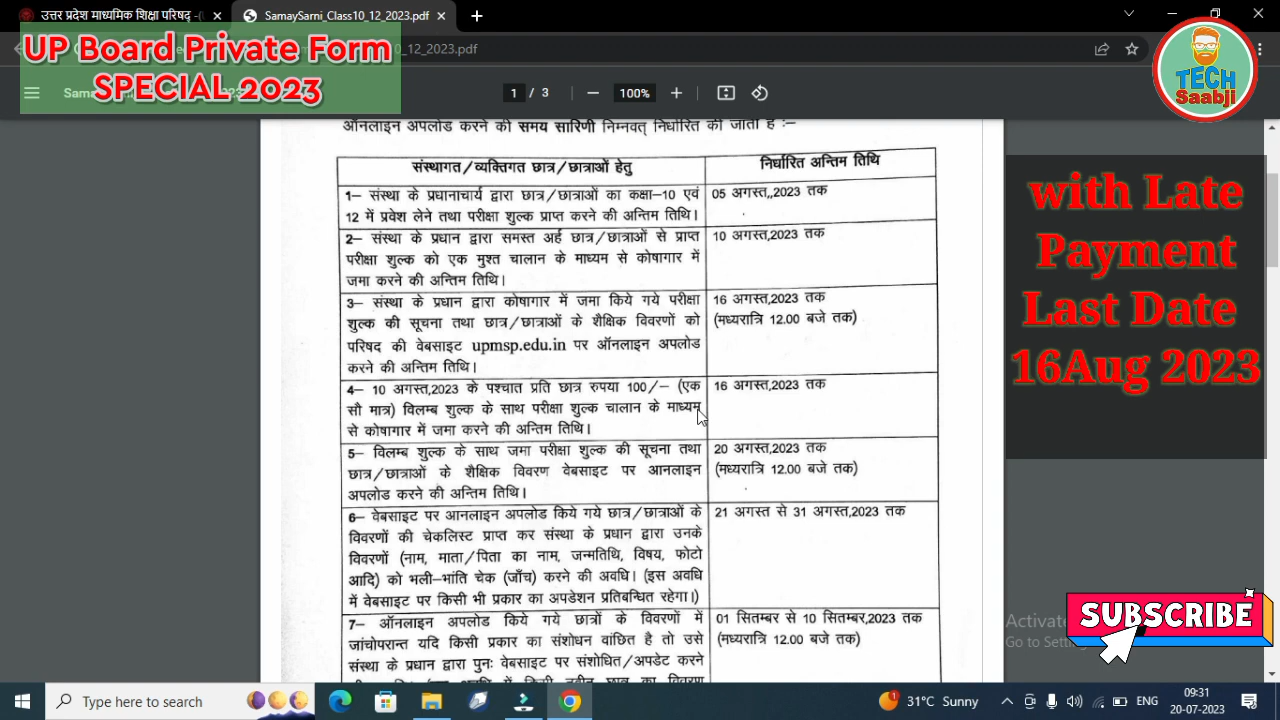 उत्तर प्रदेश माध्यमिक शिक्षा परिषद -(
SamaySarni_Class10_12_2023.pdf
UP Board Private Form
SPECIAL 2023
10_12_2023.pdf
TECH
Saabji
1 / 3
100%
ऑनलाइन अपलोड करने की समय सारिणी निम्नवत् निर्धारित की जाती है :–
संस्थागत/व्यक्तिगत छात्र/छात्राओं हेतु
निर्धारित अन्तिम तिथि
1– संस्था के प्रधानाचार्य द्वारा छात्र/छात्राओं का कक्षा–10 एवं
12 में प्रवेश लेने तथा परीक्षा शुल्क प्राप्त करने की अन्तिम तिथि।
05 अगस्त,,2023 तक
2– संस्था के प्रधान द्वारा समस्त अर्ह छात्र/छात्राओं से प्राप्त
परीक्षा शुल्क को एक मुश्त चालान के माध्यम से कोषागार में
जमा करने की अन्तिम तिथि।
10 अगस्त,2023 तक
3– संस्था के प्रधान द्वारा कोषागार में जमा किये गये परीक्षा
शुल्क की सूचना तथा छात्र/छात्राओं के शैक्षिक विवरणों को
परिषद की वेबसाइट upmsp.edu.in पर ऑनलाइन अपलोड
करने की अन्तिम तिथि।
16 अगस्त,2023 तक
(मध्यरात्रि 12.00 बजे तक)
4– 10 अगस्त,2023 के पश्चात प्रति छात्र रुपया 100/– (एक
सौ मात्र) विलम्ब शुल्क के साथ परीक्षा शुल्क चालान के माध्यम
से कोषागार में जमा करने की अन्तिम तिथि।
16 अगस्त,2023 तक
5– विलम्ब शुल्क के साथ जमा परीक्षा शुल्क की सूचना तथा
छात्र/छात्राओं के शैक्षिक विवरण वेबसाइट पर आनलाइन
अपलोड करने की अन्तिम तिथि।
20 अगस्त,2023 तक
(मध्यरात्रि 12.00 बजे तक)
6– वेबसाइट पर आनलाइन अपलोड किये गये छात्र/छात्राओं के
विवरणों की चेकलिस्ट प्राप्त कर संस्था के प्रधान द्वारा उनके
विवरणों (नाम, माता/पिता का नाम, जन्मतिथि, विषय, फोटो
आदि) को भली–भांति चेक (जाँच) करने की अवधि। (इस अवधि
में वेबसाइट पर किसी भी प्रकार का अपडेशन प्रतिबन्धित रहेगा।)
21 अगस्त से 31 अगस्त,2023 तक
7– ऑनलाइन अपलोड किये गये छात्रों के विवरणों में
जांचोपरान्त यदि किसी प्रकार का संशोधन वांछित है तो उसे
संस्था के प्रधान द्वारा पुनः वेबसाइट पर संशोधित/अपडेट करने
01 सितम्बर से 10 सितम्बर,2023 तक
(मध्यरात्रि 12.00 बजे तक)
with Late
Payment
Last Date
16Aug 2023
Activate
Go to Setting
SUBSCRIBE
Type here to search
1
31°C Sunny
ENG
09:31
20-07-2023